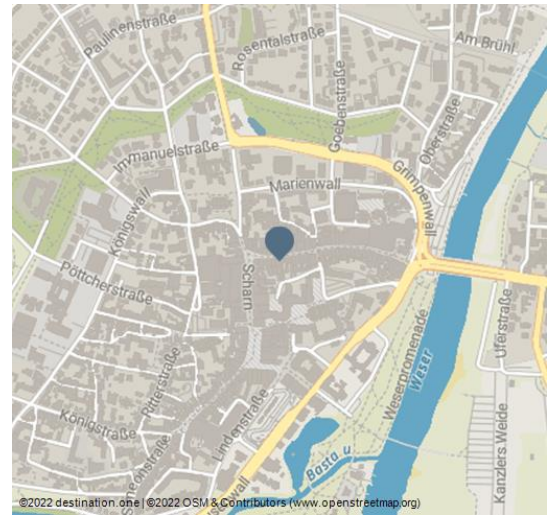 Paulinenstraße
Rosentalstraße
Am Brühl
Goebenstraße
Oberstraße
Immanuelstraße
Grimpenwall
Marienwall
Königswall
Pöttcherstraße
Scharn
Uferstraße
Weserpromenade
Weser
Ritterstraße
Kanzlers Weide
Königstraße
Lindenstraße
Basta u
©2022 destination.one | ©2022 OSM & Contributors (www.openstreetmap.org)